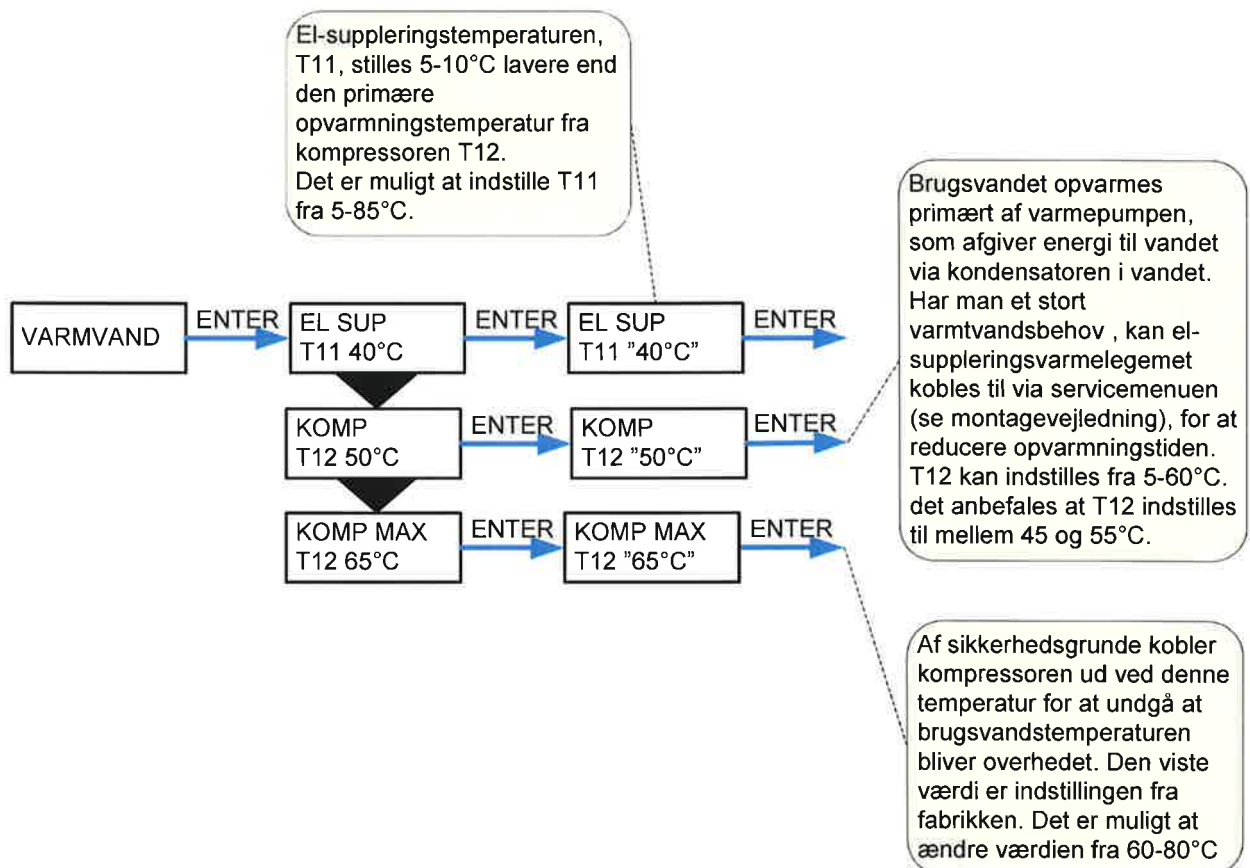 El-suppleringstemperaturen,
T11, stilles 5-10°C lavere end
den primære
opvarmningstemperatur fra
kompressoren T12.
Det er muligt at indstille T11
fra 5-85°C.
Brugsvandet opvarmes
primært af varmepumpen,
som afgiver energi til vandet
via kondensatoren i vandet.
Har man et stort
varmtvandsbehov , kan el-
suppleringsvarmelegemet
kobles til via servicemenuen
(se montagevejledning), for at
reducere opvarmningstiden.
T12 kan indstilles fra 5-60°C.
det anbefales at T12 indstilles
til mellem 45 og 55°C.
VARMVAND
ENTER
EL SUP
T11 40°C
ENTER
EL SUP
T11 ”40°C”
ENTER
KOMP
T12 50°C
ENTER
KOMP
T12 ”50°C”
ENTER
KOMP MAX
T12 65°C
ENTER
KOMP MAX
T12 ”65°C”
ENTER
Af sikkerhedsgrunde kobler
kompressoren ud ved denne
temperatur for at undgå at
brugsvandstemperaturen
bliver overhedet. Den viste
værdi er indstillingen fra
fabrikken. Det er muligt at
ændre værdien fra 60-80°C